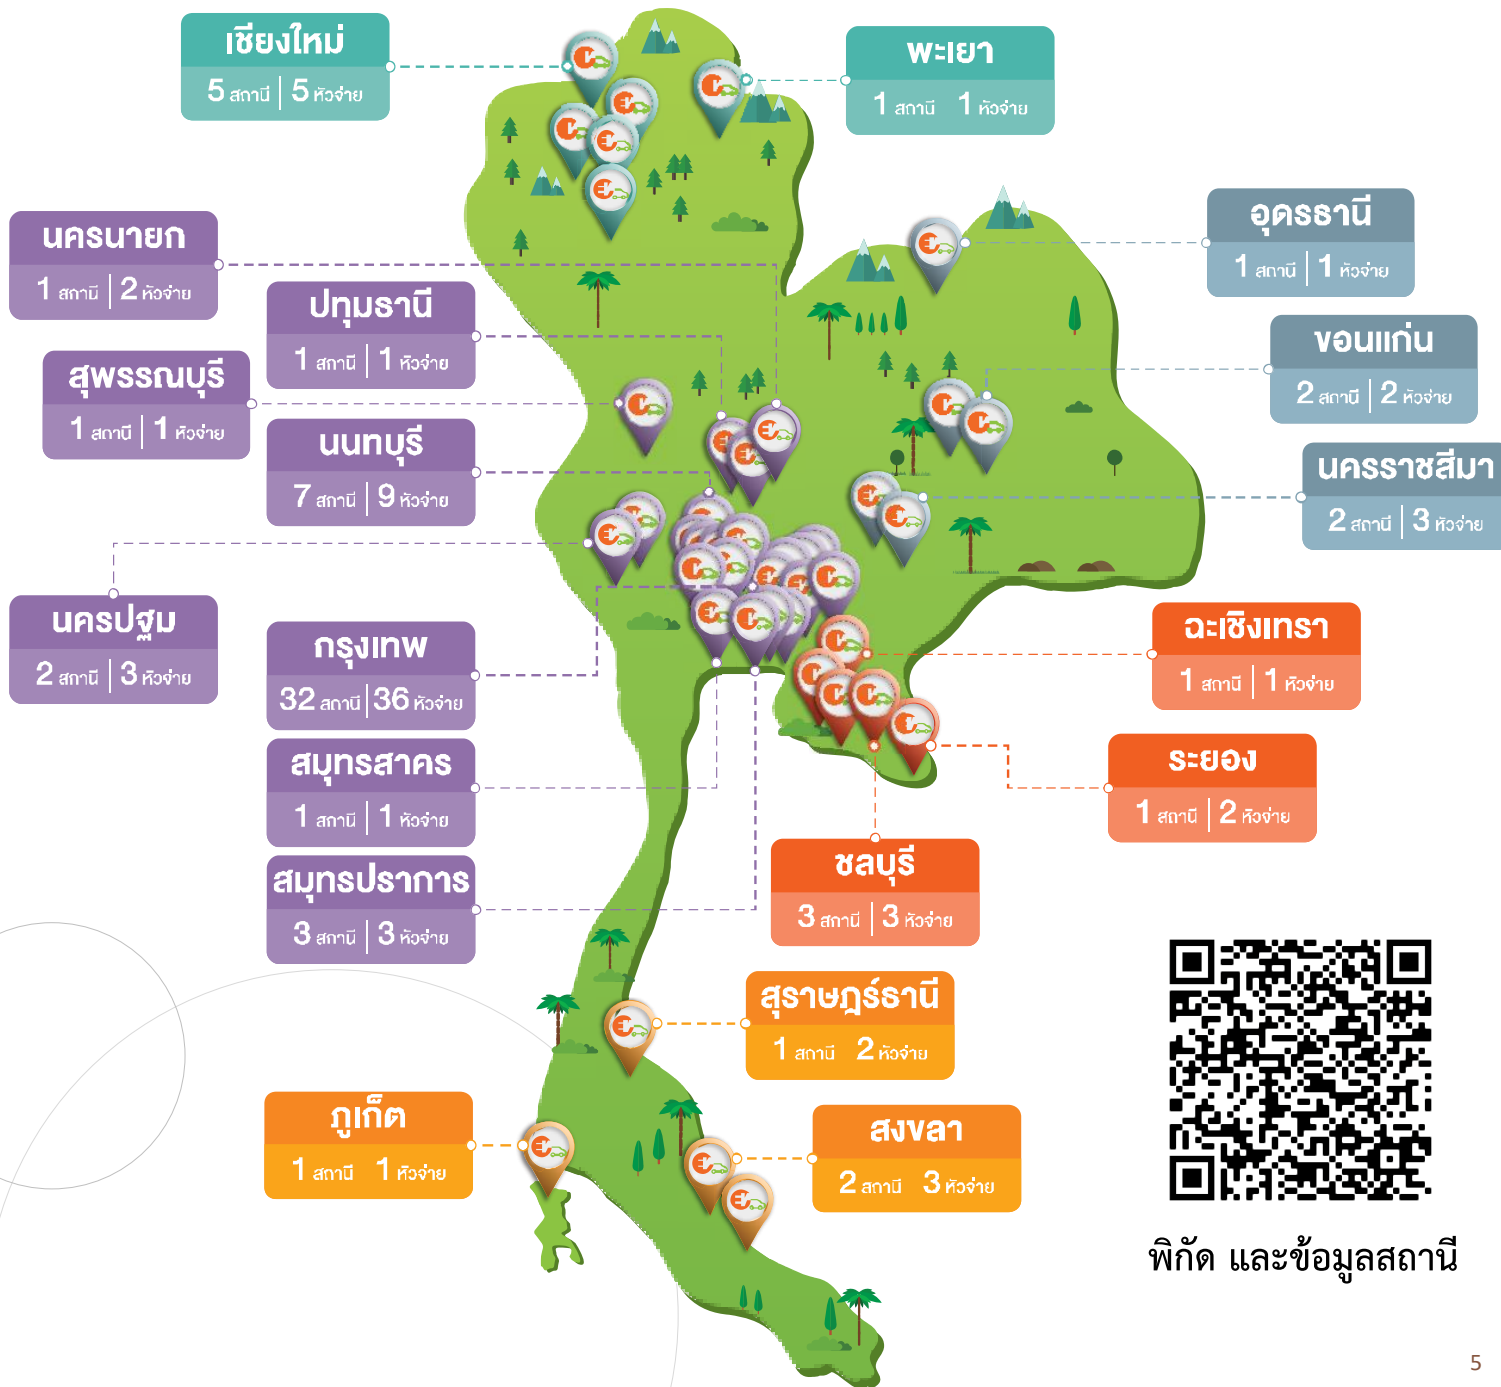 เชียงใหม่
5 สถานี 5 หัวจ่าย
พะเยา
1 สถานี 1 หัวจ่าย
นครนายก
1 สถานี 2 หัวจ่าย
อุดรธานี
1 สถานี 1 หัวจ่าย
ปทุมธานี
1 สถานี 1 หัวจ่าย
ขอนแก่น
2 สถานี 2 หัวจ่าย
สุพรรณบุรี
1 สถานี 1 หัวจ่าย
นนทบุรี
7 สถานี 9 หัวจ่าย
นครราชสีมา
2 สถานี 3 หัวจ่าย
นครปฐม
2 สถานี 3 หัวจ่าย
กรุงเทพ
32 สถานี 36 หัวจ่าย
ฉะเชิงเทรา
1 สถานี 1 หัวจ่าย
สมุทรสาคร
1 สถานี 1 หัวจ่าย
ระยอง
1 สถานี 2 หัวจ่าย
สมุทรปราการ
3 สถานี 3 หัวจ่าย
ชลบุรี
3 สถานี 3 หัวจ่าย
สุราษฎร์ธานี
1 สถานี 2 หัวจ่าย
ภูเก็ต
1 สถานี 1 หัวจ่าย
สงขลา
2 สถานี 3 หัวจ่าย
พิกัด และข้อมูลสถานี
5